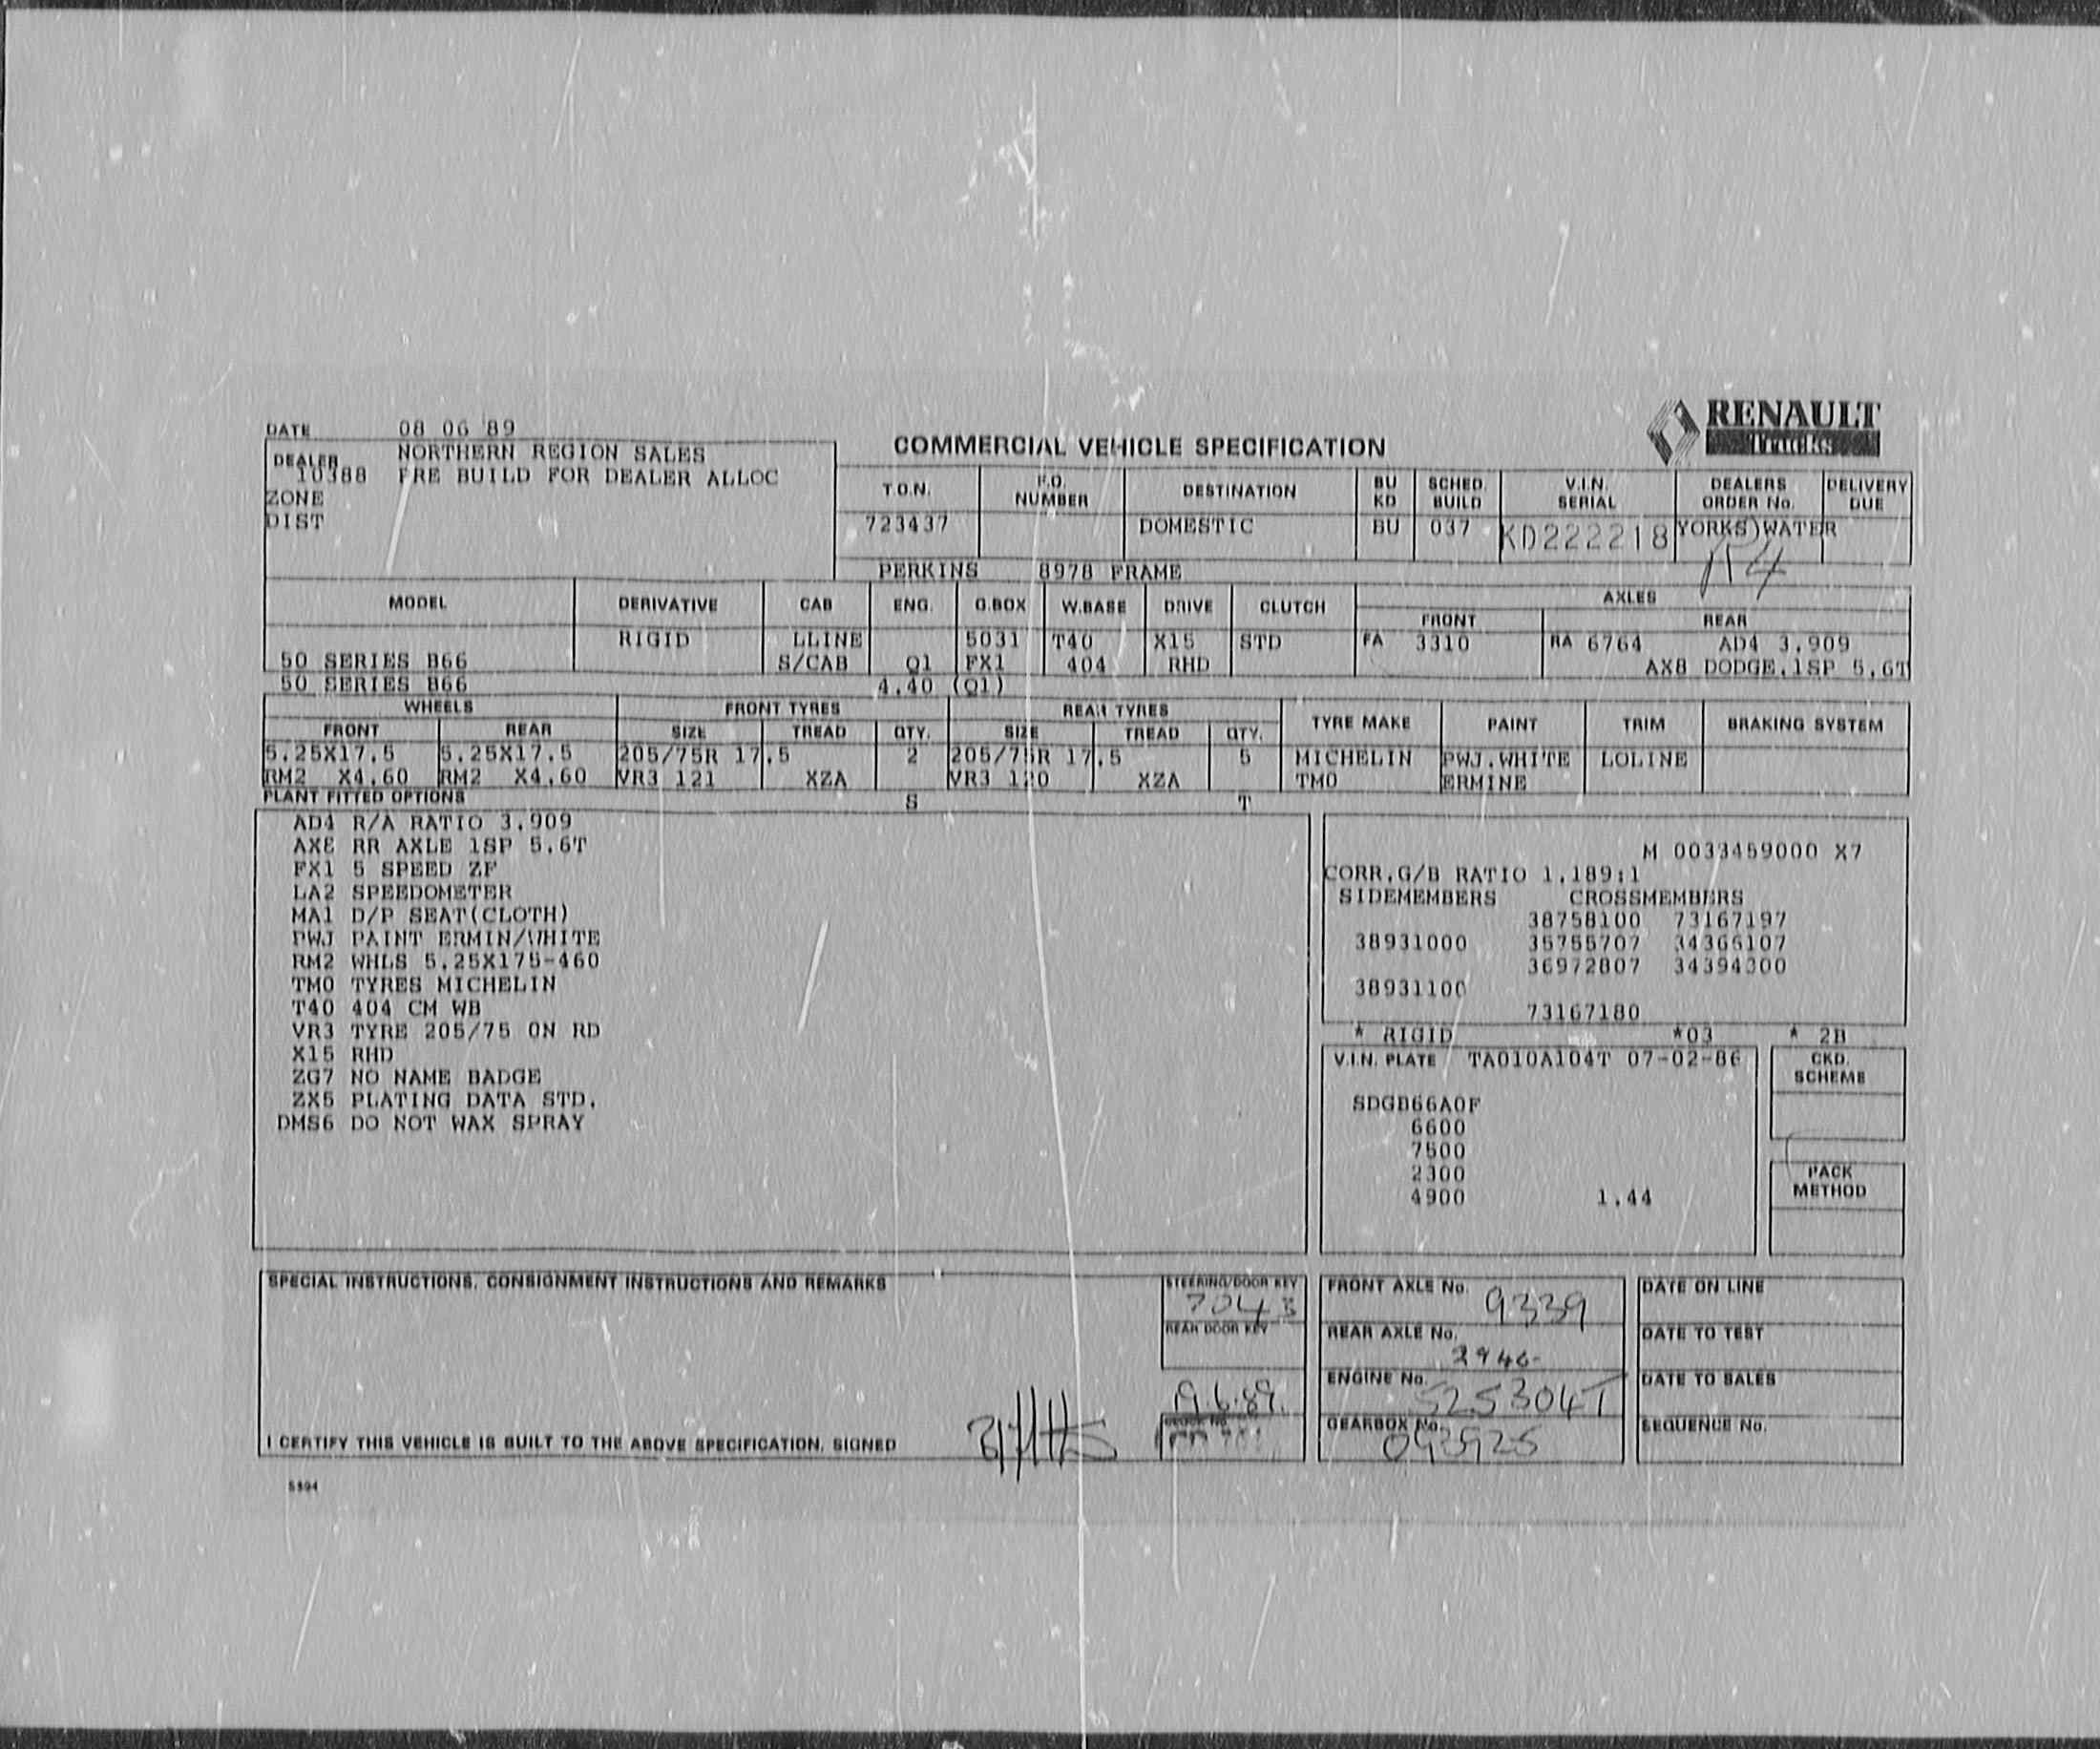 RENAULT
Trucks
DATE 08 06 89
COMMERCIAL VEHICLE SPECIFICATION
DEALER NORTHERN REGION SALES
10388 PRE BUILD FOR DEALER ALLOC
ZONE
DIST
T.O.N. F.O. NUMBER DESTINATION BU KD SCHED. BUILD V.I.N. SERIAL DEALERS ORDER No. DELIVERY DUE
723437 DOMESTIC BU 037 KD222218 YORKS)WATER
PERKINS 8978 FRAME
MODEL DERIVATIVE CAB ENG. G.BOX W.BASE DRIVE CLUTCH AXLES
FRONT REAR
RIGID LLINE 5031 T40 X15 STD FA 3310 RA 6764 AD4 3.909
50 SERIES B66 S/CAB Q1 FX1 404 RHD AX8 DODGE.1SP 5.6T
50 SERIES B66 4.40 (Q1)
WHEELS FRONT TYRES REAR TYRES TYRE MAKE PAINT TRIM BRAKING SYSTEM
FRONT REAR SIZE TREAD QTY. SIZE TREAD QTY.
5.25X17.5 5.25X17.5 205/75R 17.5 2 205/75R 17.5 5 MICHELIN PWJ.WHITE LOLINE
RM2 X4.60 RM2 X4.60 VR3 121 XZA VR3 120 XZA TMO ERMINE
PLANT FITTED OPTIONS S T
AD4 R/A RATIO 3.909
AX8 RR AXLE 1SP 5.6T
FX1 5 SPEED ZF
LA2 SPEEDOMETER
MA1 D/P SEAT(CLOTH)
PWJ PAINT ERMIN/WHITE
RM2 WHLS 5.25X175-460
TMO TYRES MICHELIN
T40 404 CM WB
VR3 TYRE 205/75 ON RD
X15 RHD
ZG7 NO NAME BADGE
ZX5 PLATING DATA STD.
DMS6 DO NOT WAX SPRAY
M 0033459000 X7
CORR.G/B RATIO 1.189:1
SIDEMEMBERS CROSSMEMBERS
38758100 73167197
38931000 35755707 34366107
36972807 34394300
38931100
73167180
* RIGID *03 * 2B
V.I.N. PLATE TA010A104T 07-02-86
CKD. SCHEME
SDGB66A0F
6600
7500
2300
4900 1.44
PACK METHOD
SPECIAL INSTRUCTIONS, CONSIGNMENT INSTRUCTIONS AND REMARKS
STEERING/DOOR KEY
7043
REAR DOOR KEY
19.6.89.
I CERTIFY THIS VEHICLE IS BUILT TO THE ABOVE SPECIFICATION, SIGNED
FRONT AXLE No. 9339
REAR AXLE No.
2946-
ENGINE No. 525304T
GEARBOX No.
093925
DATE ON LINE
DATE TO TEST
DATE TO SALES
SEQUENCE No.
5504